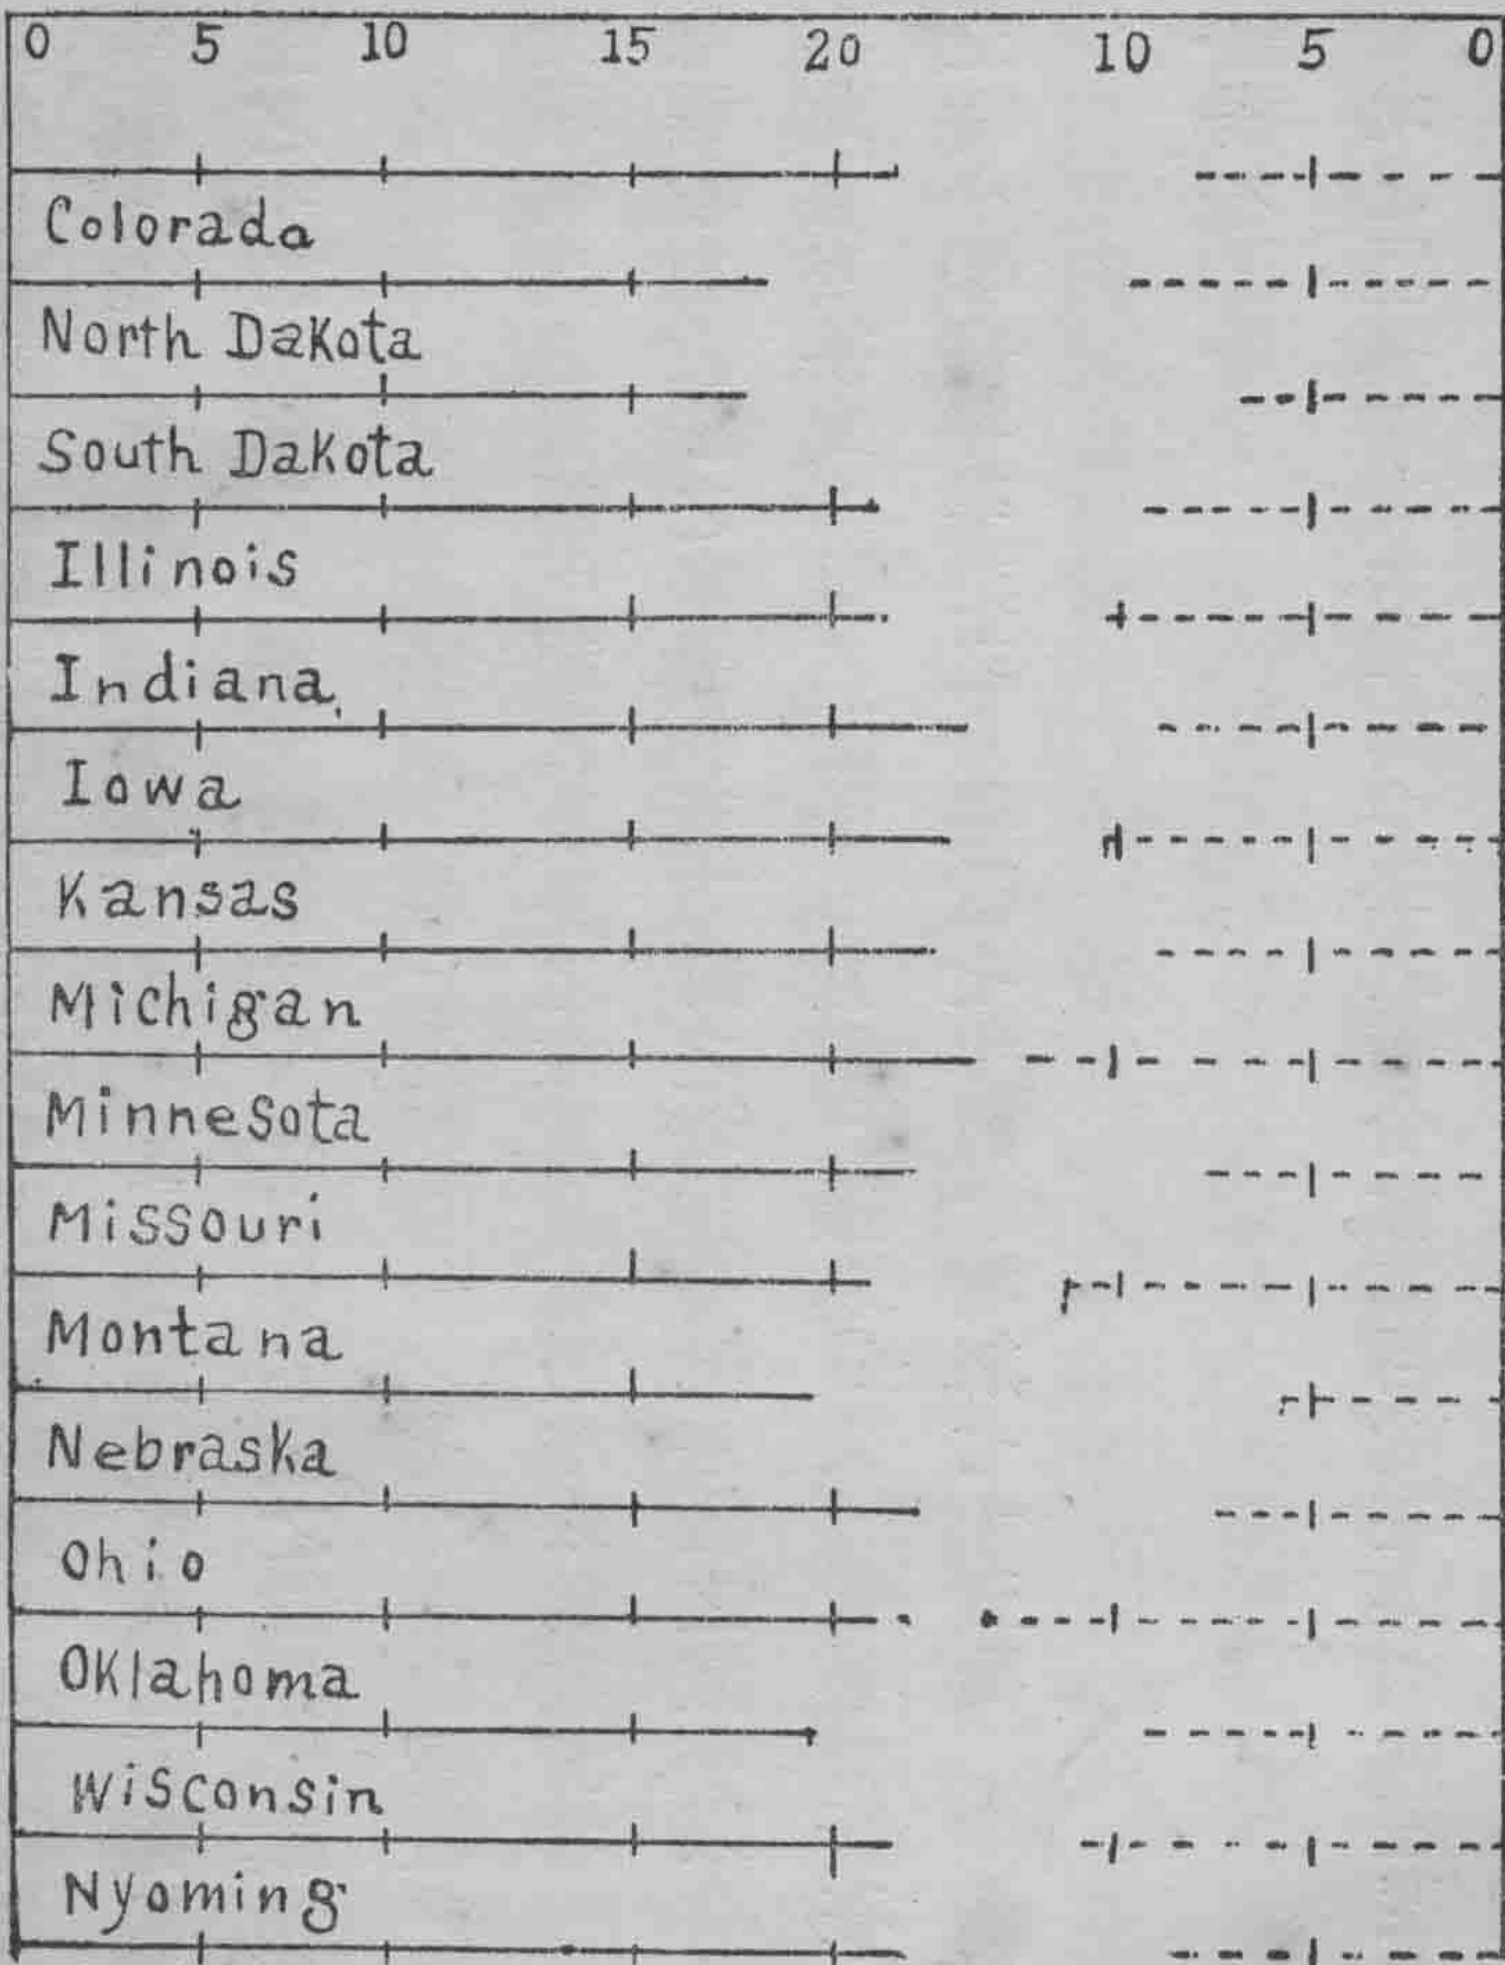 0 5 10 15 20 10 5 0
Colorada
North Dakota
South Dakota
Illinois
Indiana
Iowa
Kansas
Michigan
Minnesota
Missouri
Montana
Nebraska
Ohio
Oklahoma
Wisconsin
Nyoming